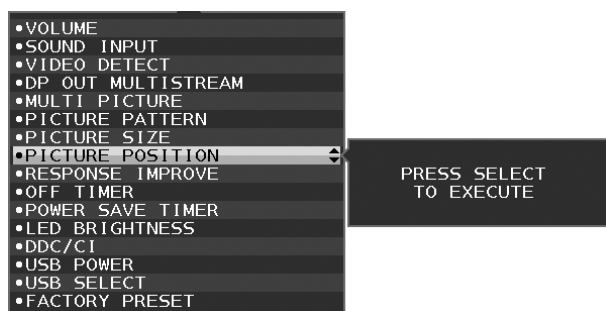 •VOLUME
•SOUND INPUT
•VIDEO DETECT
•DP OUT MULTISTREAM
•MULTI PICTURE
•PICTURE PATTERN
•PICTURE SIZE
•PICTURE POSITION
•RESPONSE IMPROVE
•OFF TIMER
•POWER SAVE TIMER
•LED BRIGHTNESS
•DDC/CI
•USB POWER
•USB SELECT
•FACTORY PRESET
PRESS SELECT
TO EXECUTE